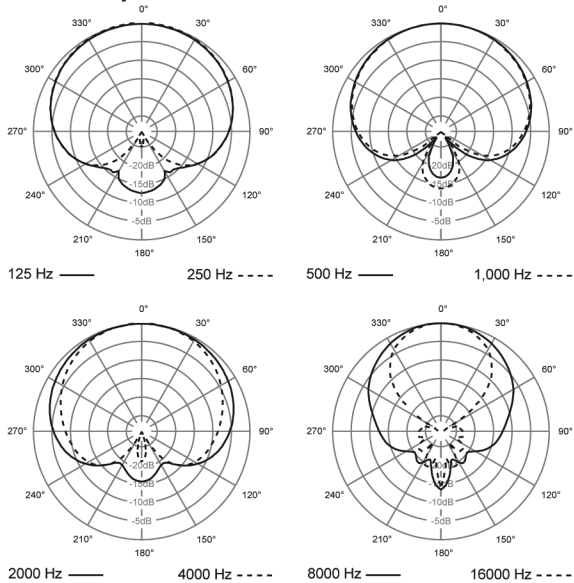 0° 0°
330° 30° 330° 30°
300° 60° 300° 60°
270° 90° 270° 90°
-20dB -20dB
-15dB -15dB
-10dB -10dB
-5dB -5dB
240° 120° 240° 120°
210° 150° 210° 150°
180° 180°
125 Hz 250 Hz 500 Hz 1,000 Hz
0° 0°
330° 30° 330° 30°
300° 60° 300° 60°
270° 90° 270° 90°
-20dB -20dB
-15dB -15dB
-10dB -10dB
-5dB -5dB
240° 120° 240° 120°
210° 150° 210° 150°
180° 180°
2000 Hz 4000 Hz 8000 Hz 16000 Hz